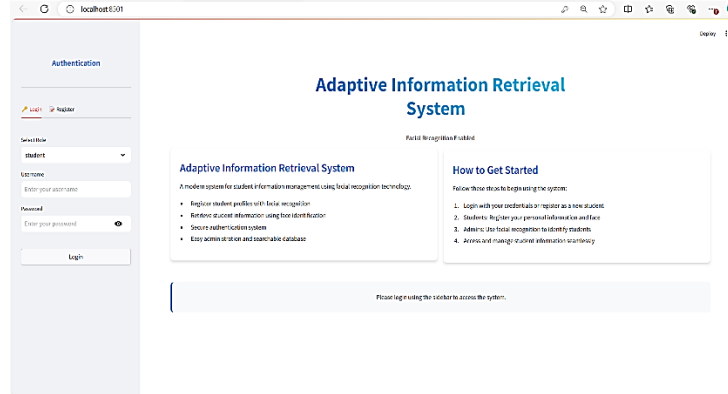 localhost:8501
Deploy
Authentication
Login
Register
Select Role
student
Username
Enter your username
Password
Enter your password
Login
Adaptive Information Retrieval
System
Facial Recognition Enabled
Adaptive Information Retrieval System
A modern system for student information management using facial recognition technology.
Register student profiles with facial recognition
Retrieve student information using face identification
Secure authentication system
Easy administration and searchable database
How to Get Started
Follow these steps to begin using the system:
1. Login with your credentials or register as a new student
2. Students: Register your personal information and face
3. Admins: Use facial recognition to identify students
4. Access and manage student information seamlessly
Please login using the sidebar to access the system.